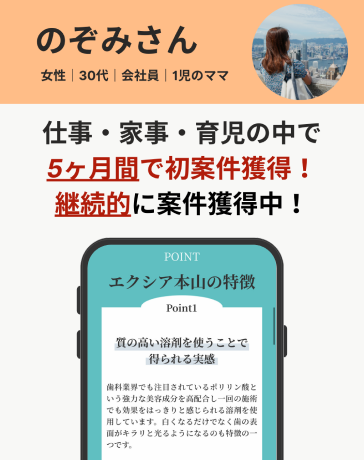 のぞみさん
女性｜30代｜会社員｜1児のママ
仕事・家事・育児の中で
5ヶ月間で初案件獲得！
継続的に案件獲得中！
POINT
エクシア本山の特徴
Point1
質の高い溶剤を使うことで
得られる実感
歯科業界でも注目されているポリリン酸と
いう強力な美容成分を高配合し一回の施術
でも効果をはっきりと感じられる溶剤を使
用しています。白くなるだけでなく歯の表
面がキラリと光るようになるのも特徴の一
つです。